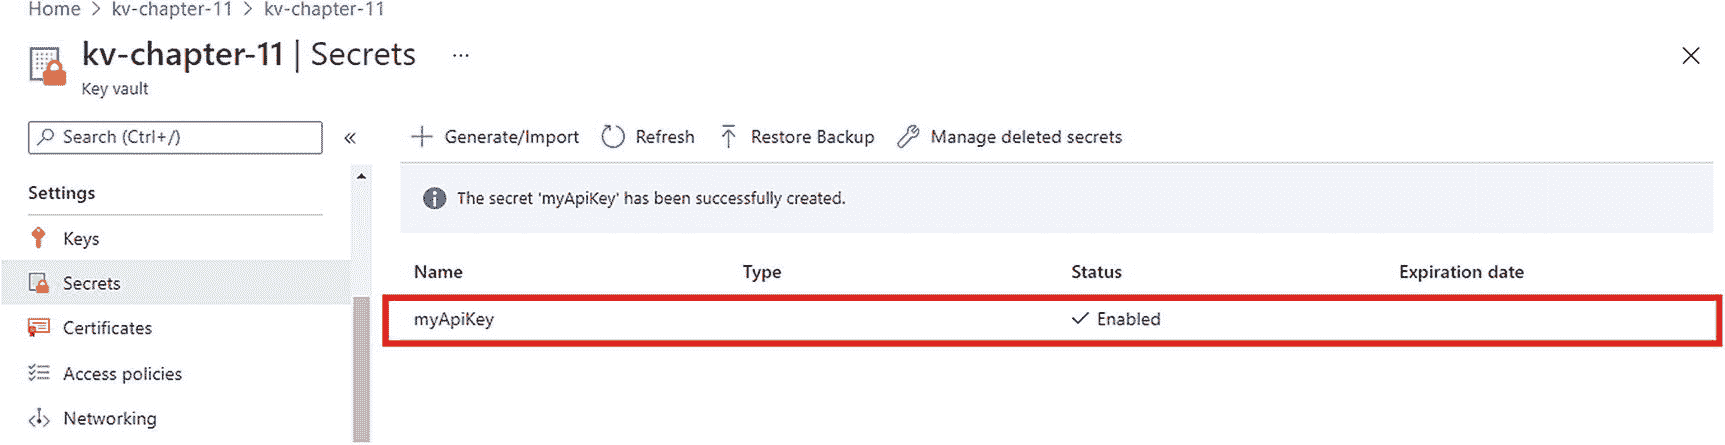 Home > kv-chapter-11 > kv-chapter-11
kv-chapter-11 | Secrets ...
Key vault
Search (Ctrl+/)
«
Generate/Import Refresh Restore Backup Manage deleted secrets
Settings
Keys
Secrets
Certificates
Access policies
Networking
The secret 'myApiKey' has been successfully created.
Name Type Status Expiration date
myApiKey Enabled